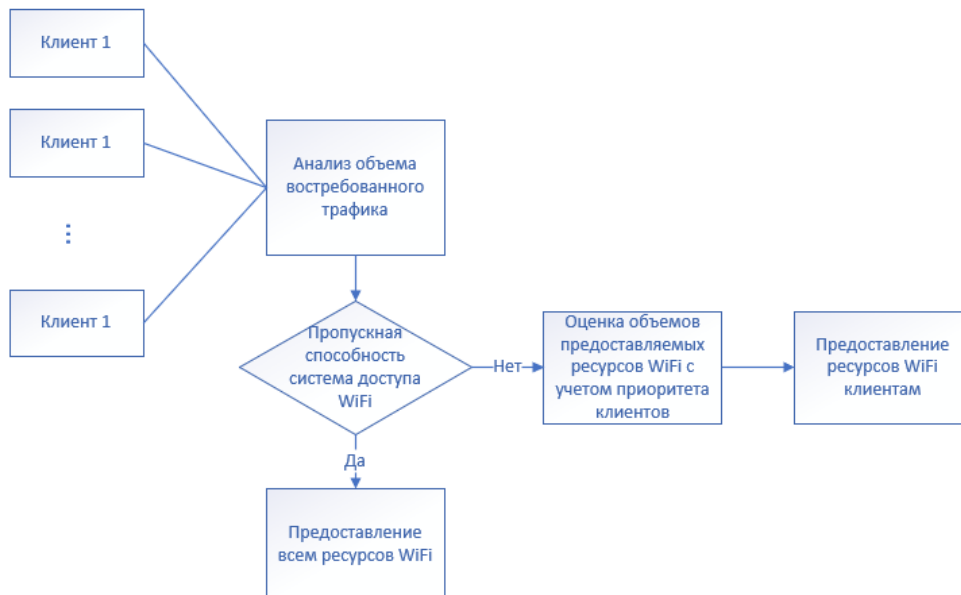 Клиент 1
Клиент 1
⋮
Клиент 1
Анализ объема
востребованного
трафика
Пропускная
способность
система доступа
WiFi
Нет
Оценка объемов
предоставляемых
ресурсов WiFi с
учетом приоритета
клиентов
Предоставление
ресурсов WiFi
клиентам
Да
Предоставление
всем ресурсов WiFi